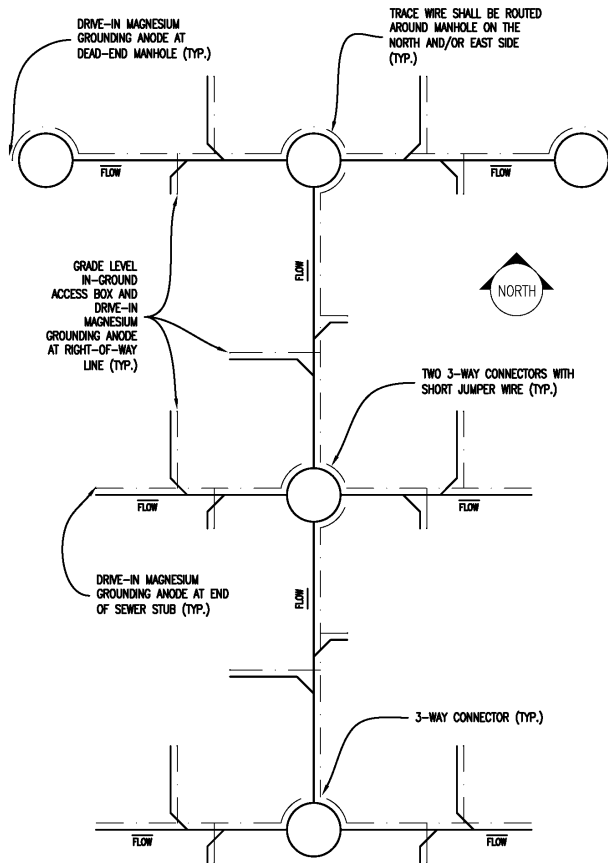 DRIVE-IN MAGNESIUM
GROUNDING ANODE AT
DEAD-END MANHOLE (TYP.)
TRACE WIRE SHALL BE ROUTED
AROUND MANHOLE ON THE
NORTH AND/OR EAST SIDE
(TYP.)
FLOW
FLOW
FLOW
GRADE LEVEL
IN-GROUND
ACCESS BOX AND
DRIVE-IN
MAGNESIUM
GROUNDING ANODE
AT RIGHT-OF-WAY
LINE (TYP.)
NORTH
TWO 3-WAY CONNECTORS WITH
SHORT JUMPER WIRE (TYP.)
FLOW
FLOW
DRIVE-IN MAGNESIUM
GROUNDING ANODE AT END
OF SEWER STUB (TYP.)
FLOW
3-WAY CONNECTOR (TYP.)
FLOW
FLOW